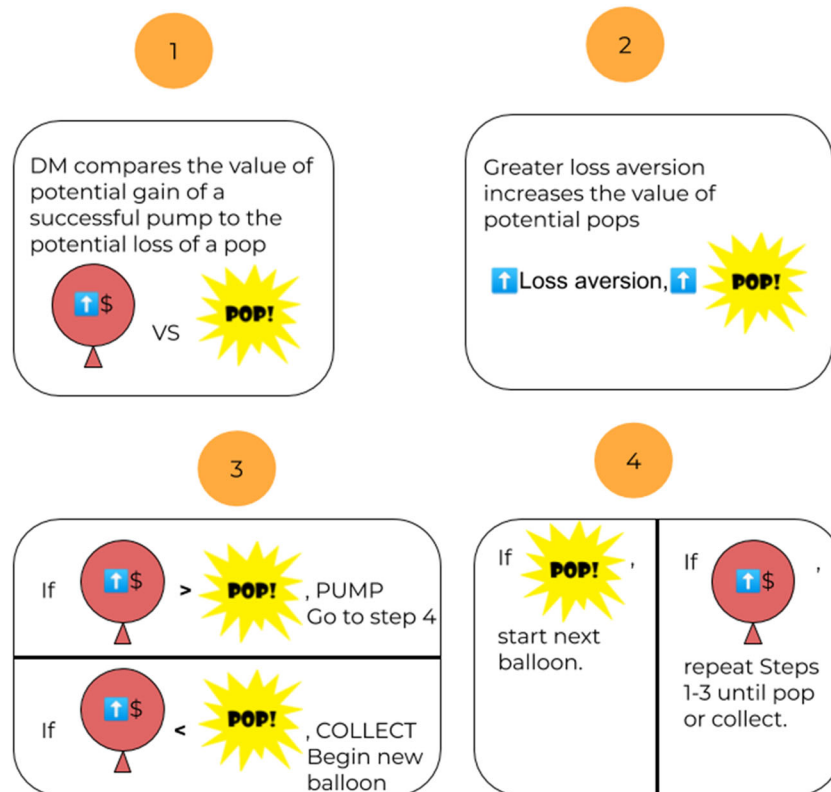 1
DM compares the value of
potential gain of a
successful pump to the
potential loss of a pop
⬆$ VS POP!
2
Greater loss aversion
increases the value of
potential pops
⬆Loss aversion,⬆ POP!
3
If ⬆$ > POP! , PUMP
Go to step 4
If ⬆$ < POP! , COLLECT
Begin new
balloon
4
If POP! ,
start next
balloon.
If ⬆$ ,
repeat Steps
1-3 until pop
or collect.